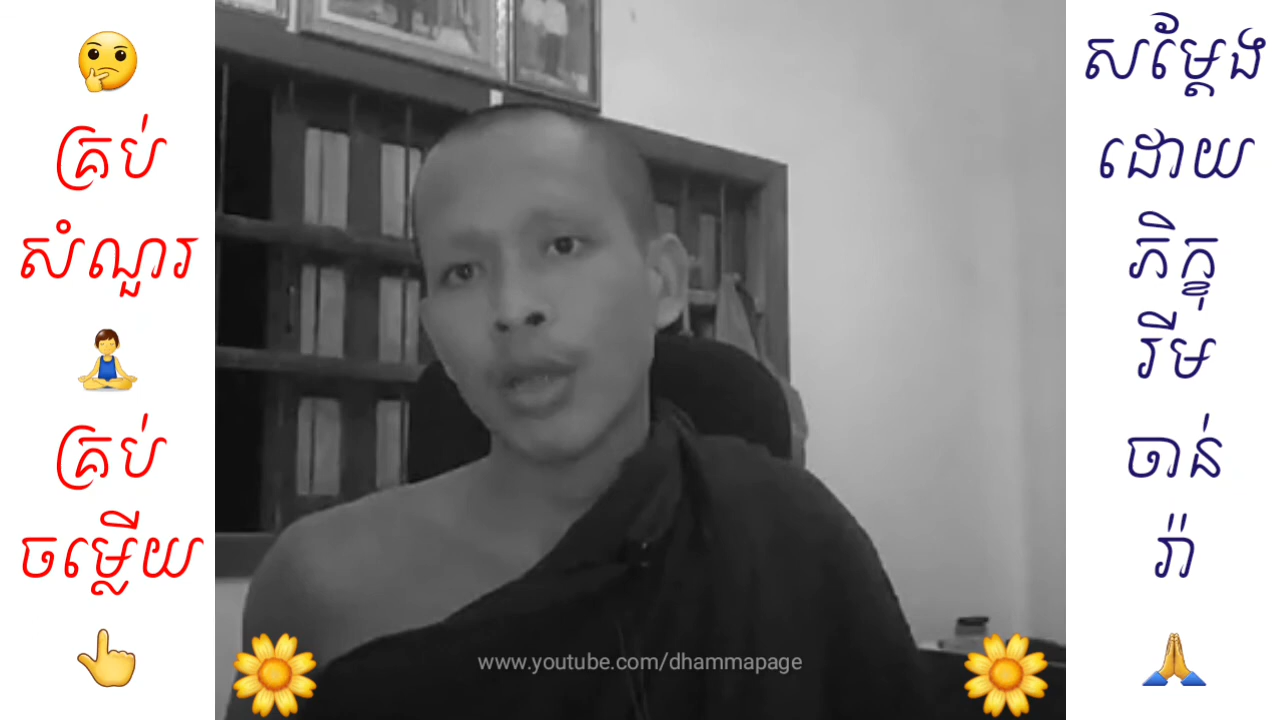 គ្រប់
សំណួរ
គ្រប់
ចម្លើយ
សម្ដែង
ដោយ
ភិក្ខុ
រីម
ចាន់
រ៉ា
www.youtube.com/dhammapage